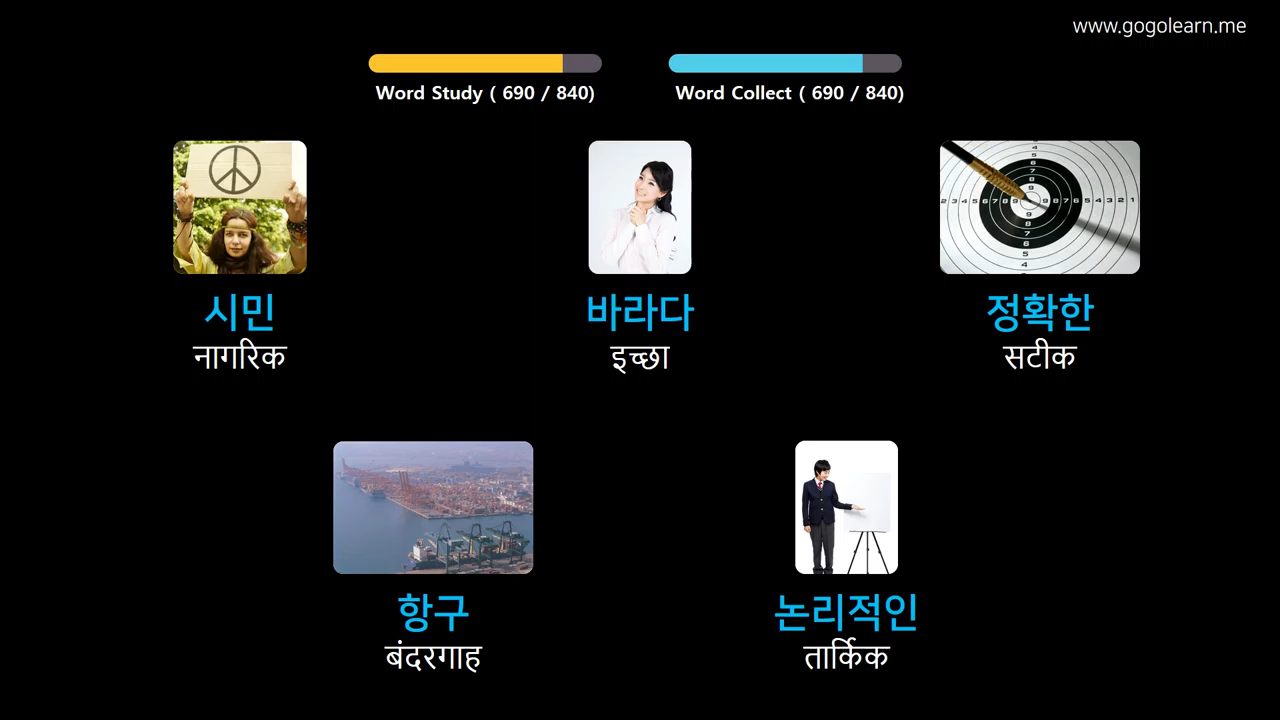 www.gogolearn.me
Word Study ( 690 / 840)
Word Collect ( 690 / 840)
시민
नागरिक
바라다
इच्छा
정확한
सटीक
항구
बंदरगाह
논리적인
तार्किक